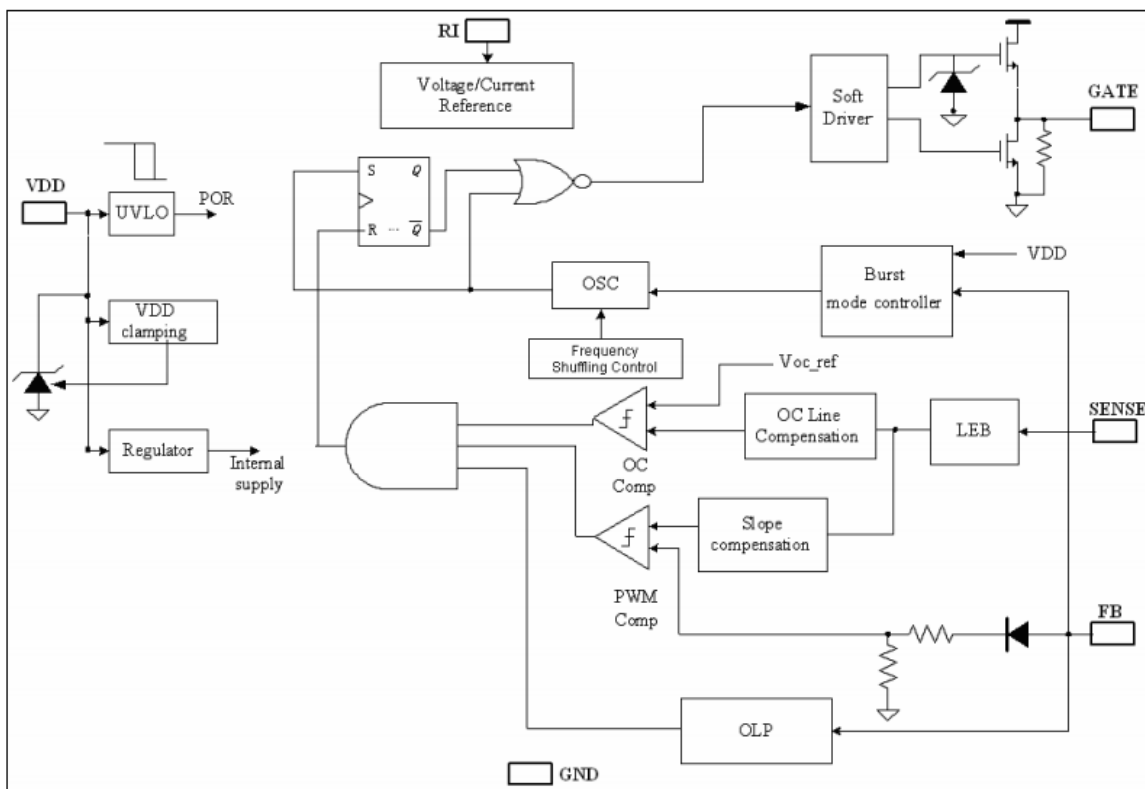 RI
Voltage/Current
Reference
Soft
Driver
GATE
S Q
R ... Q̅
VDD
UVLO
POR
VDD
clamping
Regulator
Internal
supply
OSC
Burst
mode controller
VDD
Frequency
Shuffling Control
Voc_ref
OC Line
Compensation
LEB
SENSE
OC
Comp
Slope
compensation
PWM
Comp
FB
OLP
GND